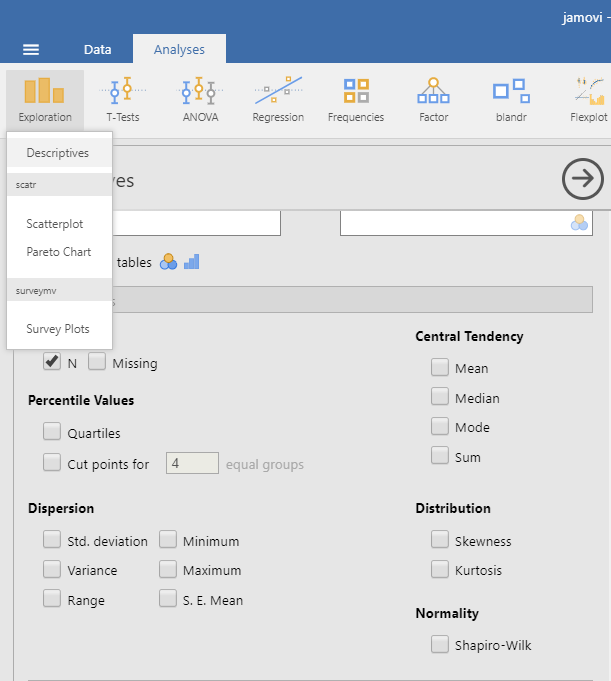 jamovi -
Data Analyses
Exploration T-Tests ANOVA Regression Frequencies Factor blandr Flexplot
Descriptives
scatr
Scatterplot
Pareto Chart
surveymv
Survey Plots
ves
tables
s
N Missing
Percentile Values
Quartiles
Cut points for 4 equal groups
Dispersion
Std. deviation Minimum
Variance Maximum
Range S. E. Mean
Central Tendency
Mean
Median
Mode
Sum
Distribution
Skewness
Kurtosis
Normality
Shapiro-Wilk